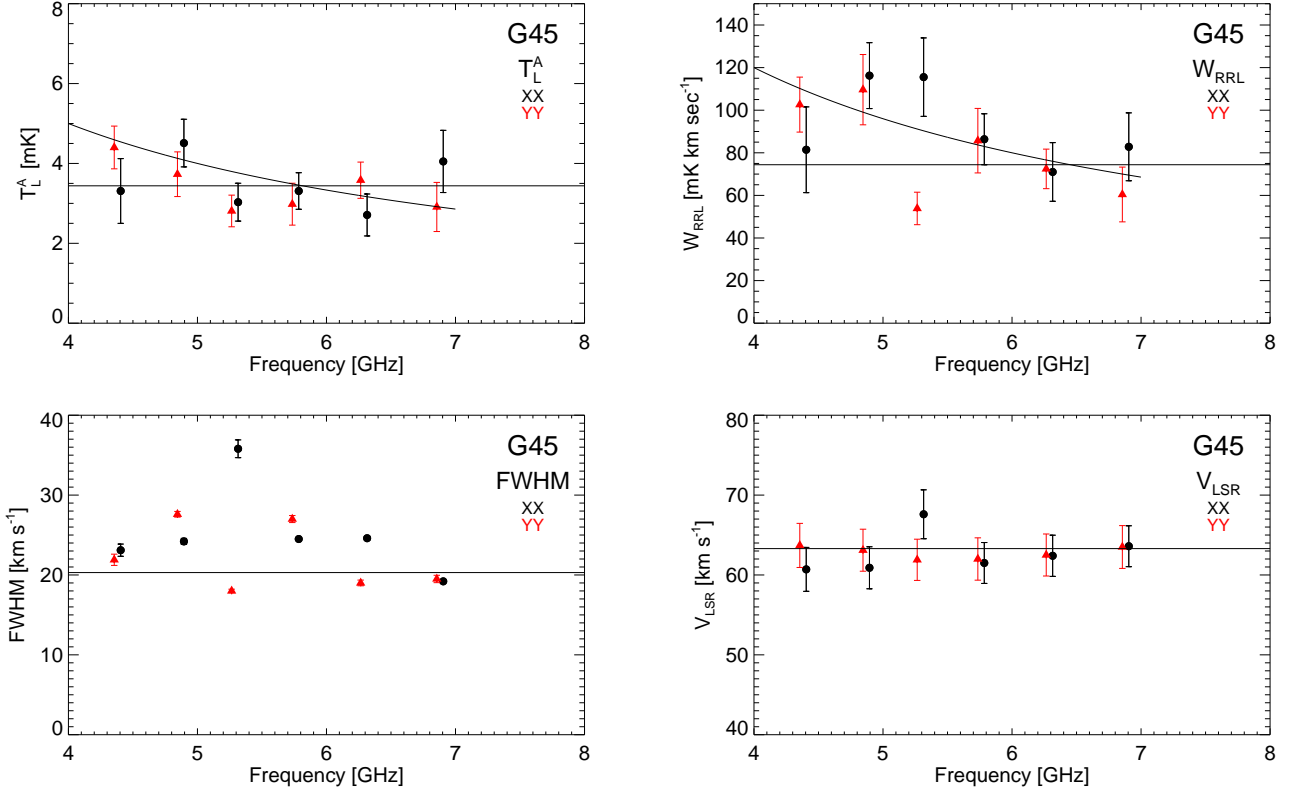 8
6
4
2
0
T_L^A [mK]
G45
T_L^A
XX
YY
4 5 6 7 8
Frequency [GHz]
140
120
100
80
60
40
20
0
W_RRL [mK km sec⁻¹]
G45
W_RRL
XX
YY
4 5 6 7 8
Frequency [GHz]
40
30
20
10
0
FWHM [km s⁻¹]
G45
FWHM
XX
YY
4 5 6 7 8
Frequency [GHz]
80
70
60
50
40
V_LSR [km s⁻¹]
G45
V_LSR
XX
YY
4 5 6 7 8
Frequency [GHz]